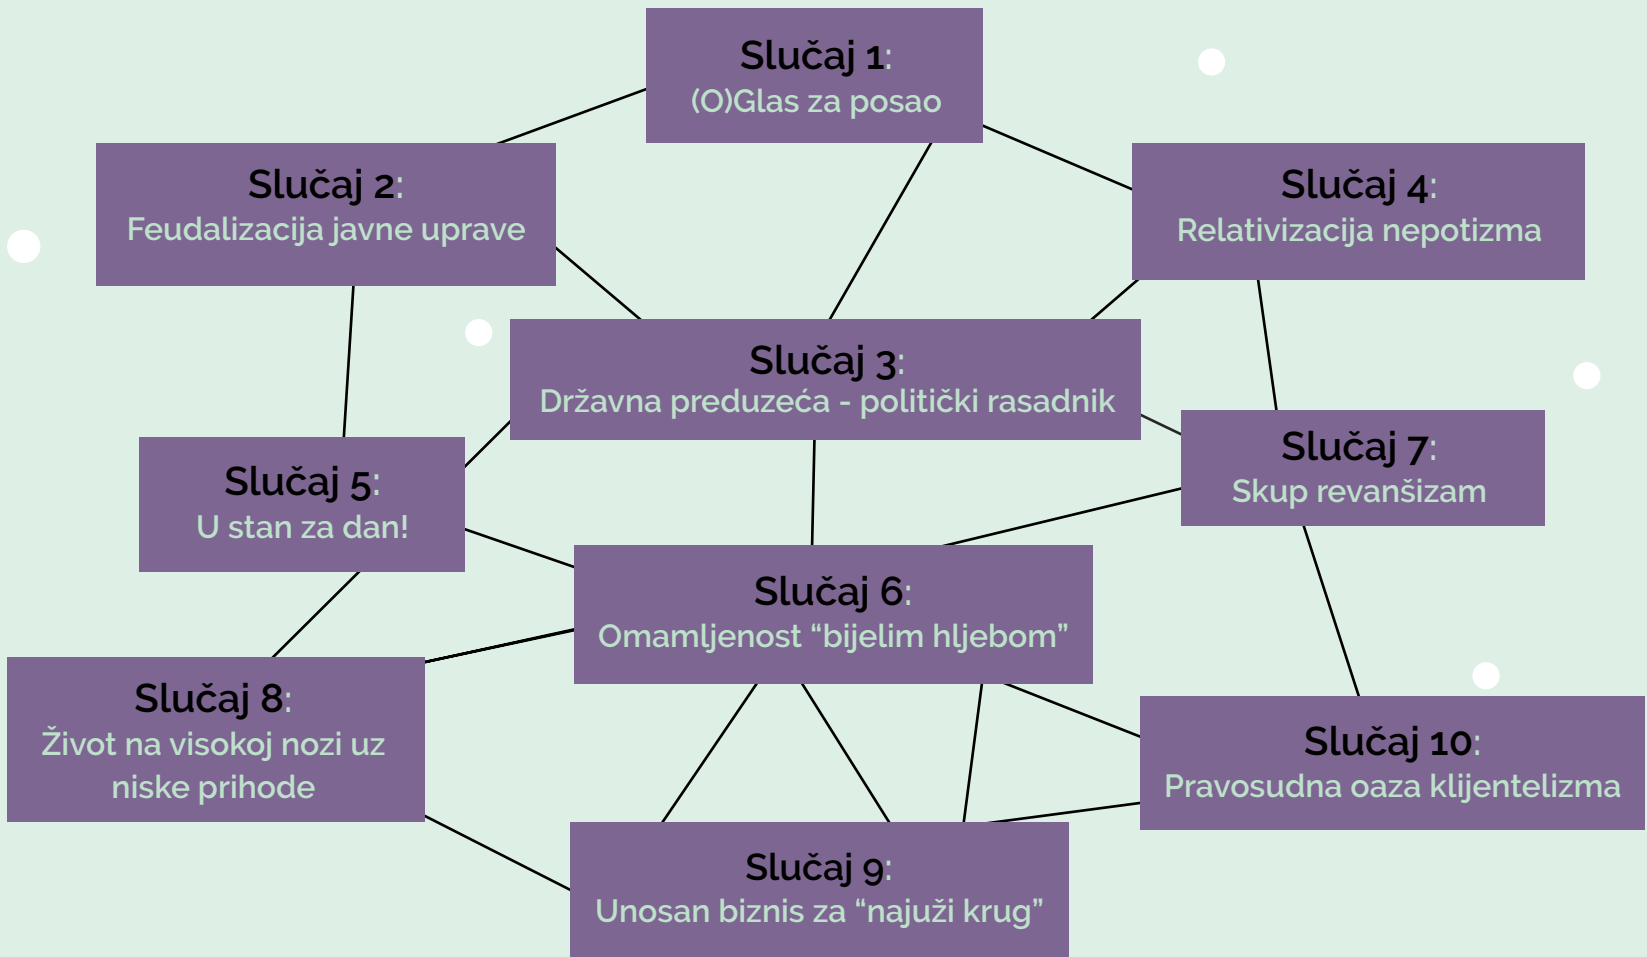 Slučaj 1:
(O)Glas za posao
Slučaj 2:
Feudalizacija javne uprave
Slučaj 4:
Relativizacija nepotizma
Slučaj 3:
Državna preduzeća - politički rasadnik
Slučaj 5:
U stan za dan!
Slučaj 7:
Skup revanšizam
Slučaj 6:
Omamljenost “bijelim hljebom”
Slučaj 8:
Život na visokoj nozi uz
niske prihode
Slučaj 10:
Pravosudna oaza klijentelizma
Slučaj 9:
Unosan biznis za “najuži krug”